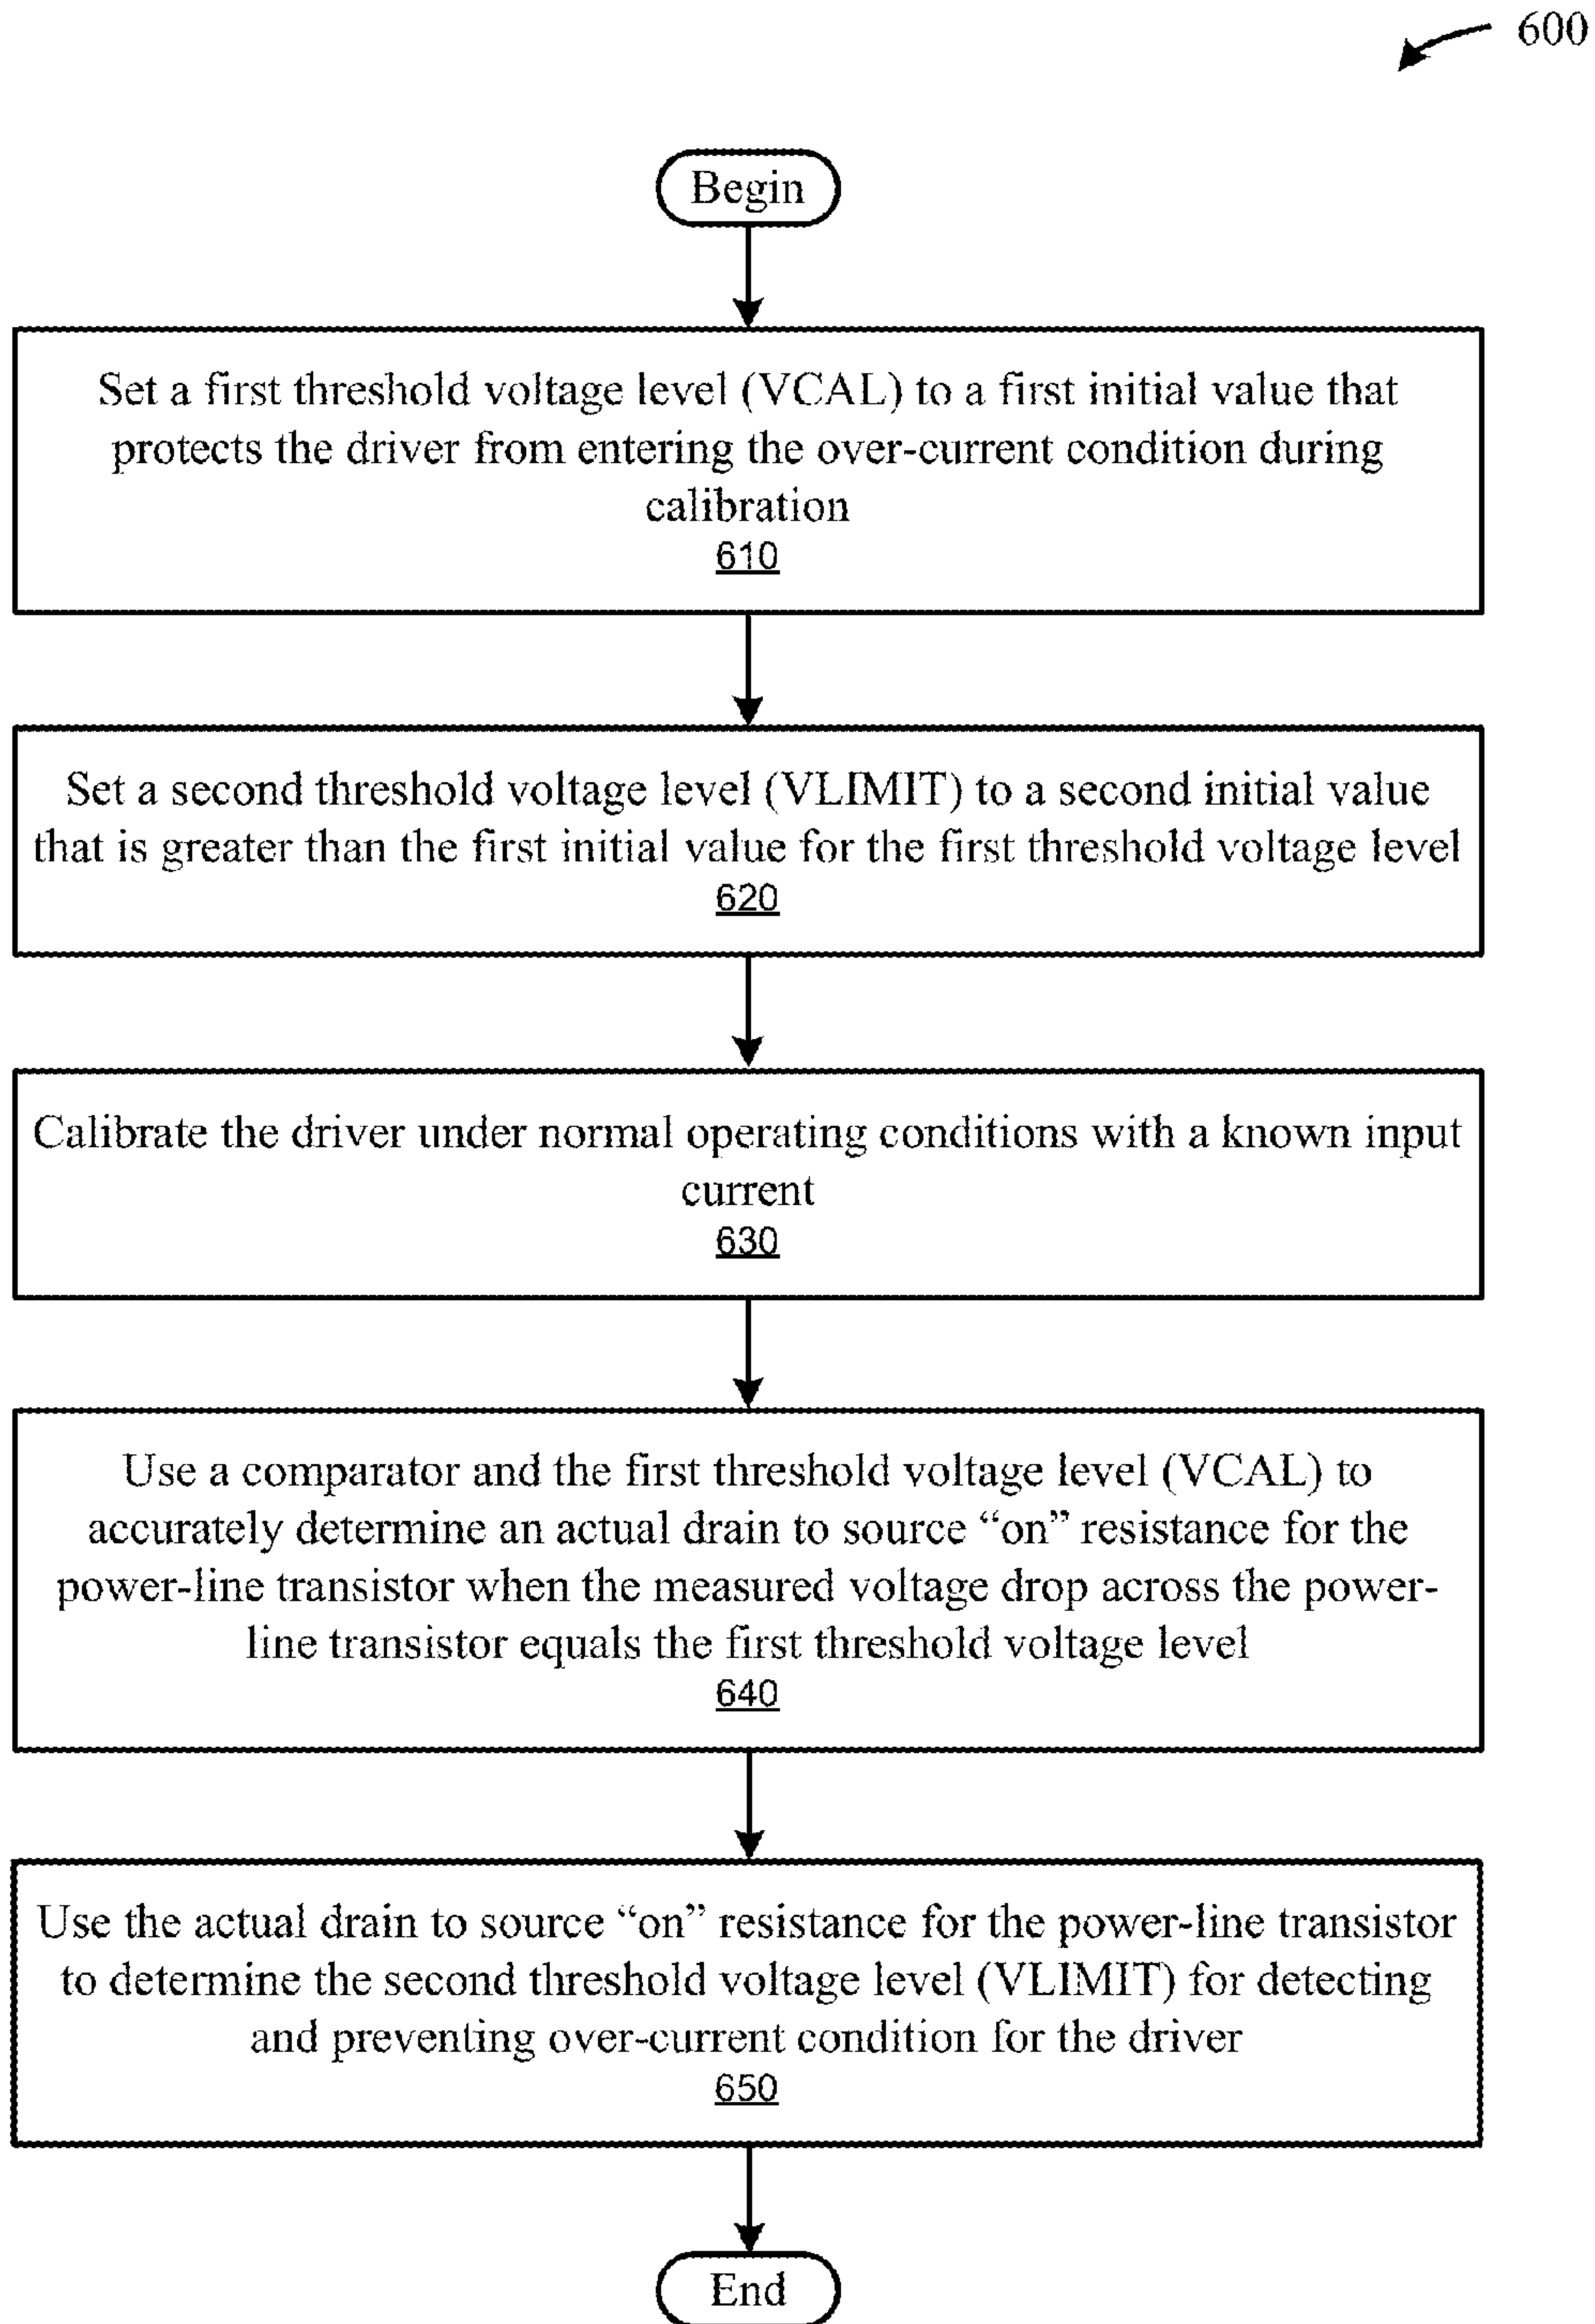 600
Begin
Set a first threshold voltage level (VCAL) to a first initial value that
protects the driver from entering the over-current condition during
calibration
610
Set a second threshold voltage level (VLIMIT) to a second initial value
that is greater than the first initial value for the first threshold voltage level
620
Calibrate the driver under normal operating conditions with a known input
current
630
Use a comparator and the first threshold voltage level (VCAL) to
accurately determine an actual drain to source “on” resistance for the
power-line transistor when the measured voltage drop across the power-
line transistor equals the first threshold voltage level
640
Use the actual drain to source “on” resistance for the power-line transistor
to determine the second threshold voltage level (VLIMIT) for detecting
and preventing over-current condition for the driver
650
End